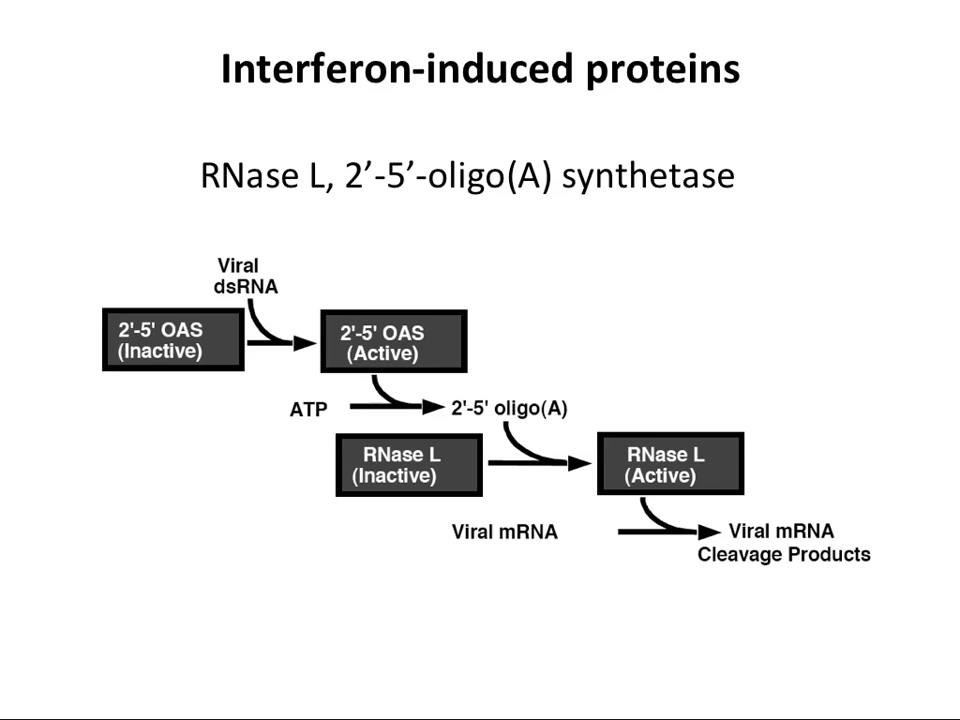 Interferon-induced proteins
RNase L, 2’-5’-oligo(A) synthetase
Viral
dsRNA
2'-5' OAS
(Inactive)
2'-5' OAS
(Active)
ATP
2'-5' oligo(A)
RNase L
(Inactive)
RNase L
(Active)
Viral mRNA
Viral mRNA
Cleavage Products